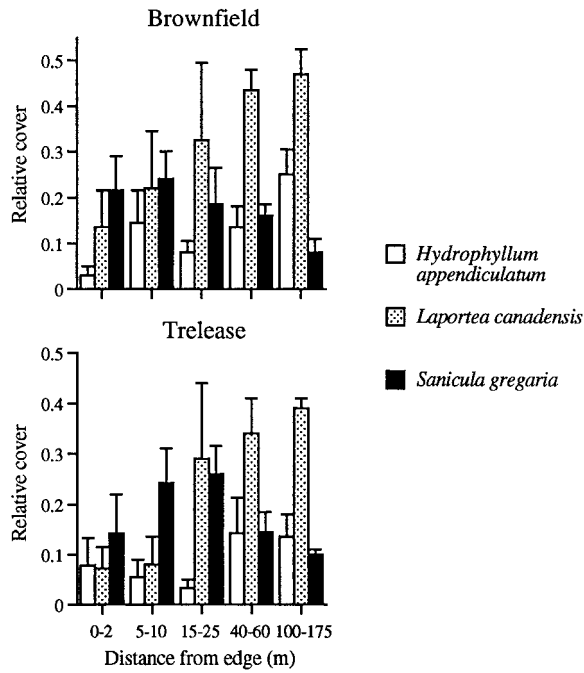 Brownfield
0.5
0.4
0.3
0.2
0.1
0
Relative cover
Hydrophyllum
appendiculatum
Laportea canadensis
Sanicula gregaria
Trelease
0.5
0.4
0.3
0.2
0.1
0
Relative cover
0-2 5-10 15-25 40-60 100-175
Distance from edge (m)